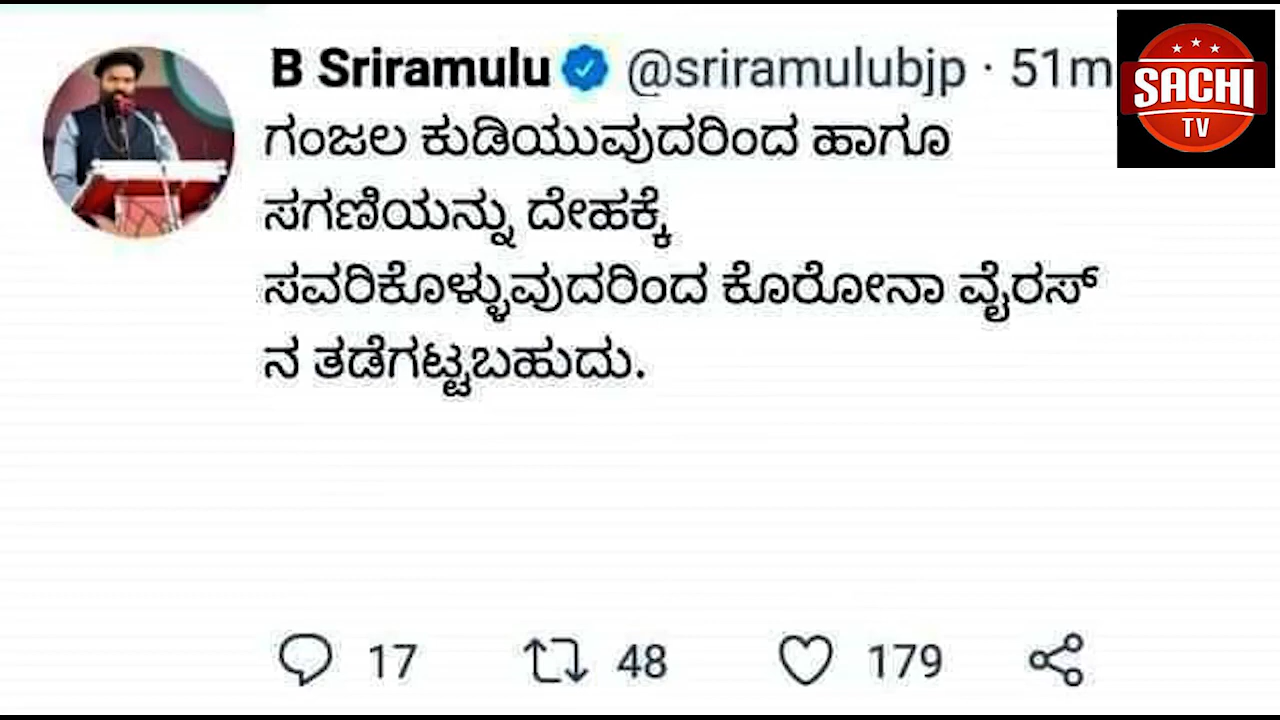 B Sriramulu @sriramulubjp · 51m
ಗಂಜಲ ಕುಡಿಯುವುದರಿಂದ ಹಾಗೂ
ಸಗಣಿಯನ್ನು ದೇಹಕ್ಕೆ
ಸವರಿಕೊಳ್ಳುವುದರಿಂದ ಕೊರೋನಾ ವೈರಸ್
ನ ತಡೆಗಟ್ಟಬಹುದು.
17 48 179
SACHI
TV